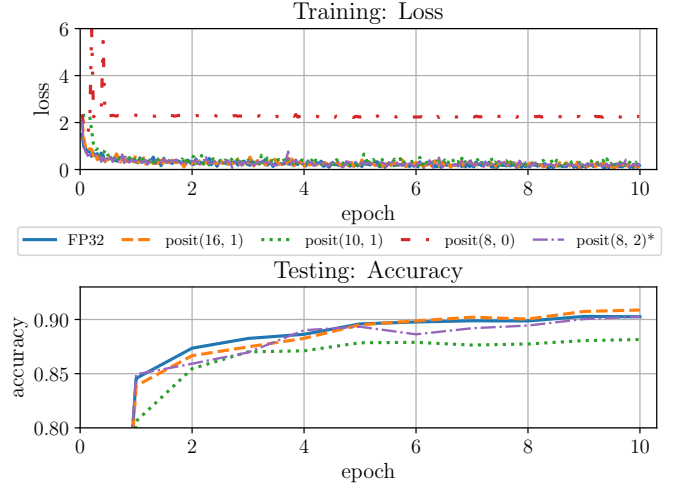 Training: Loss
6
4
2
0
loss
0 2 4 6 8 10
epoch
FP32 posit(16, 1) posit(10, 1) posit(8, 0) posit(8, 2)*
Testing: Accuracy
0.90
0.85
0.80
accuracy
0 2 4 6 8 10
epoch